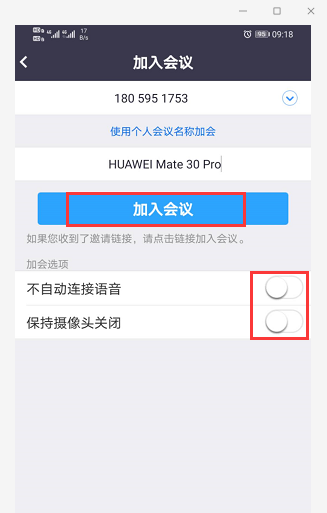 17
B/s
95 09:18
加入会议
180 595 1753
使用个人会议名称加会
HUAWEI Mate 30 Pro
加入会议
如果您收到了邀请链接，请点击链接加入会议。
加会选项
不自动连接语音
保持摄像头关闭